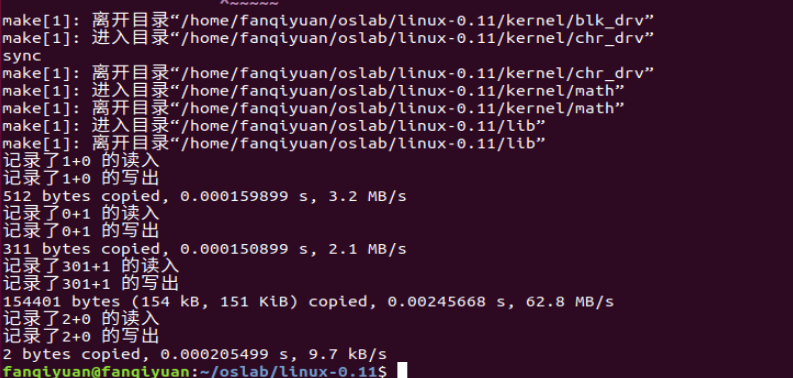 ^~~~~~
make[1]: 离开目录“/home/fanqiyuan/oslab/linux-0.11/kernel/blk_drv”
make[1]: 进入目录“/home/fanqiyuan/oslab/linux-0.11/kernel/chr_drv”
sync
make[1]: 离开目录“/home/fanqiyuan/oslab/linux-0.11/kernel/chr_drv”
make[1]: 进入目录“/home/fanqiyuan/oslab/linux-0.11/kernel/math”
make[1]: 离开目录“/home/fanqiyuan/oslab/linux-0.11/kernel/math”
make[1]: 进入目录“/home/fanqiyuan/oslab/linux-0.11/lib”
make[1]: 离开目录“/home/fanqiyuan/oslab/linux-0.11/lib”
记录了1+0 的读入
记录了1+0 的写出
512 bytes copied, 0.000159899 s, 3.2 MB/s
记录了0+1 的读入
记录了0+1 的写出
311 bytes copied, 0.000150899 s, 2.1 MB/s
记录了301+1 的读入
记录了301+1 的写出
154401 bytes (154 kB, 151 KiB) copied, 0.00245668 s, 62.8 MB/s
记录了2+0 的读入
记录了2+0 的写出
2 bytes copied, 0.000205499 s, 9.7 kB/s
fanqiyuan@fanqiyuan:~/oslab/linux-0.11$